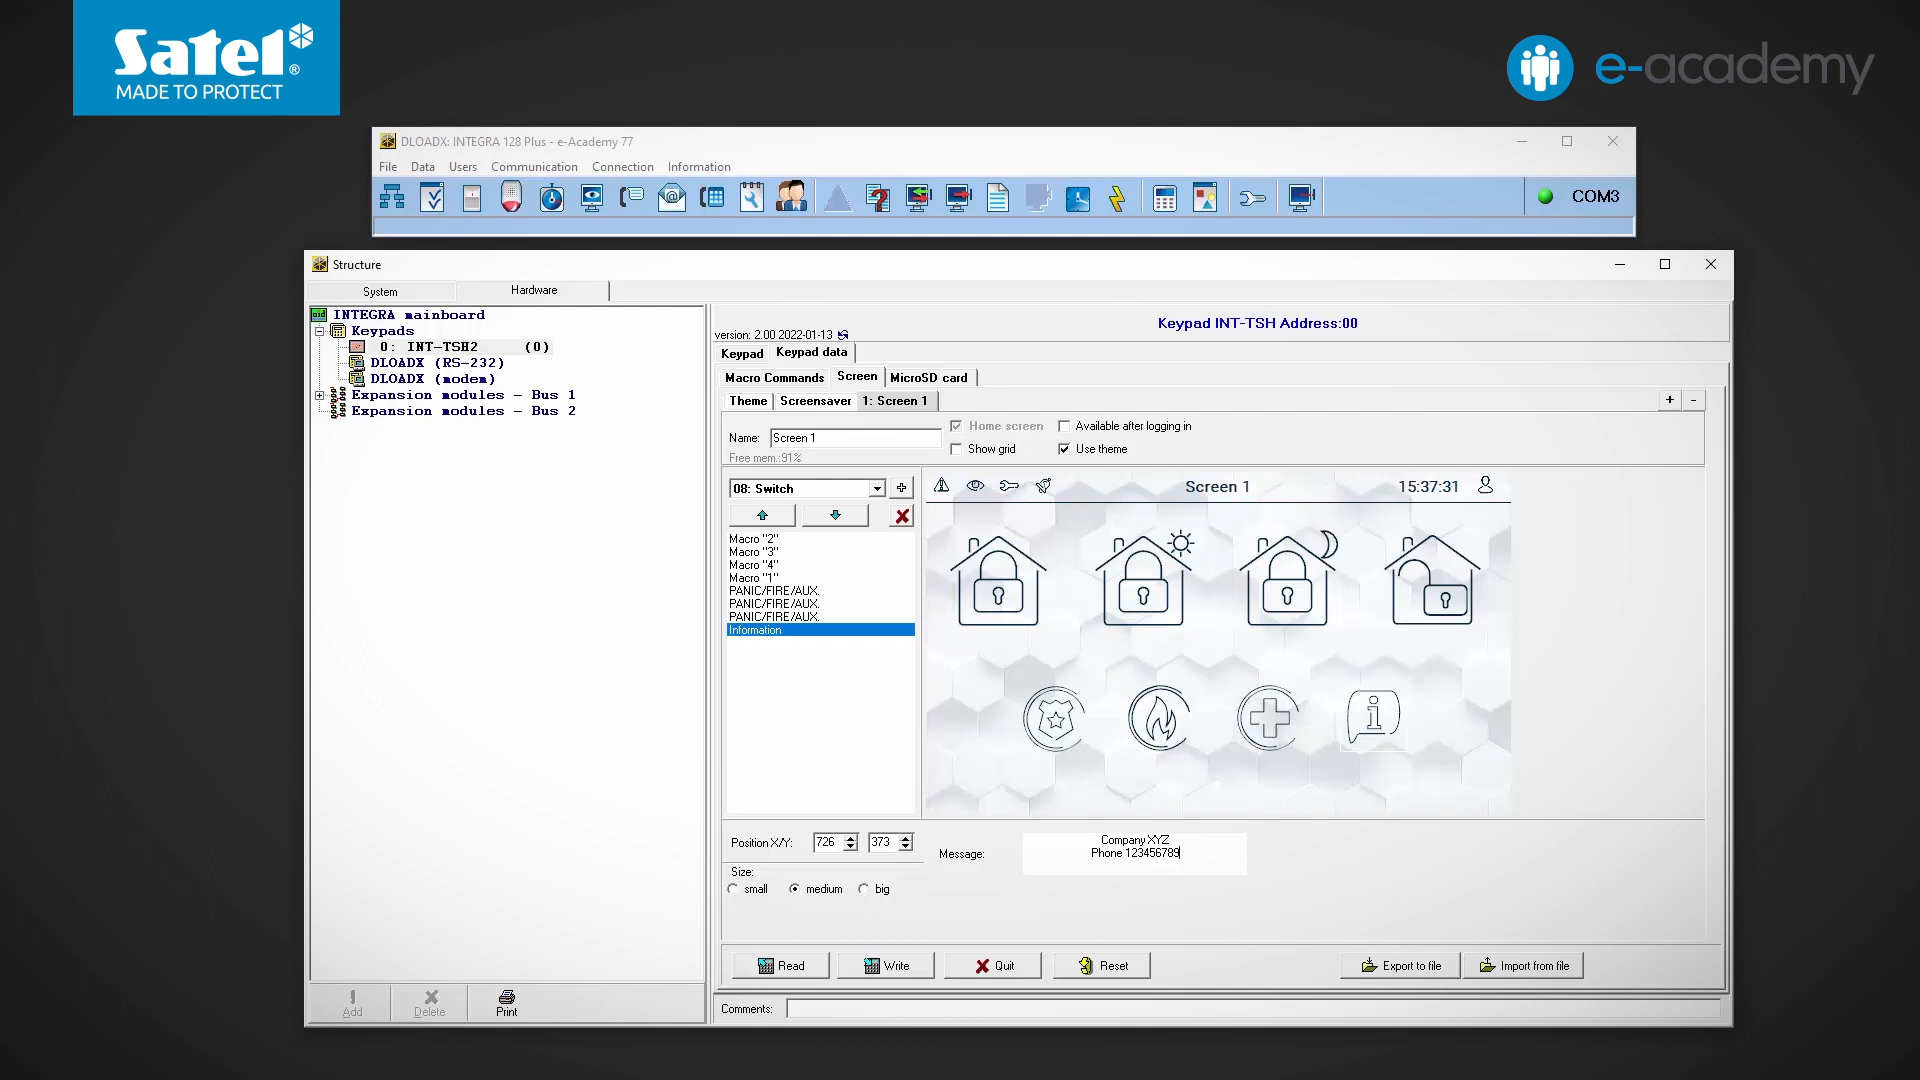 Satel®
MADE TO PROTECT
e-academy
DLOADX: INTEGRA 128 Plus - e-Academy 77
File Data Users Communication Connection Information
COM3
Structure
System Hardware
INTEGRA mainboard
Keypads
0: INT-TSH2 (0)
DLOADX (RS-232)
DLOADX (modem)
Expansion modules - Bus 1
Expansion modules - Bus 2
Add Delete Print
Keypad INT-TSH Address:00
version: 2.00 2022-01-13
Keypad Keypad data
Macro Commands Screen MicroSD card
Theme Screensaver 1: Screen 1 + -
Name: Screen 1
Home screen Available after logging in
Free mem.:91%
Show grid Use theme
08: Switch
Macro "2"
Macro "3"
Macro "4"
Macro "1"
PANIC/FIRE/AUX.
PANIC/FIRE/AUX.
PANIC/FIRE/AUX.
Information
Screen 1 15:37:31
Position X/Y: 726 373
Size:
small medium big
Message:
Company XYZ
Phone 123456789
Read Write Quit Reset Export to file Import from file
Comments: